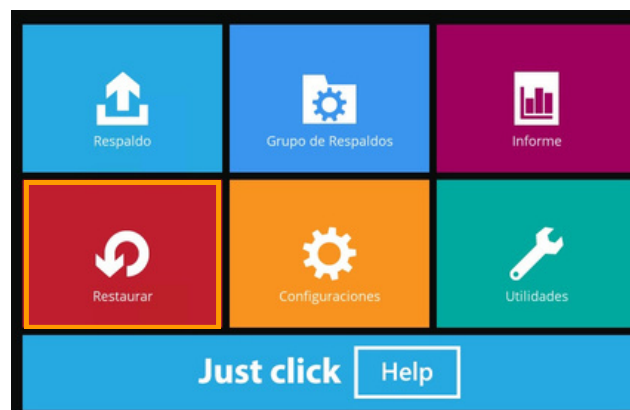 Respaldo
Grupo de Respaldos
Informe
Restaurar
Configuraciones
Utilidades
Just click Help